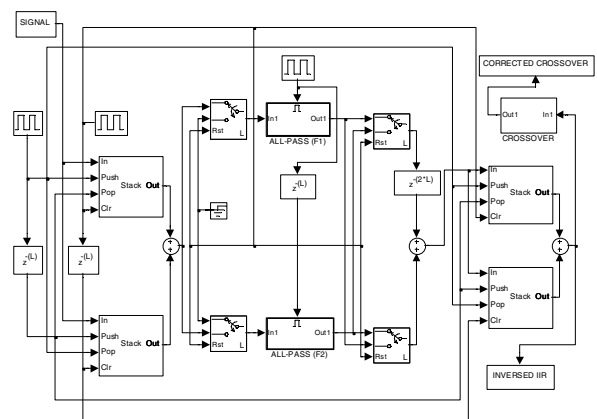 SIGNAL
CORRECTED CROSSOVER
Out1 In1
CROSSOVER
Rst L
In1 Out1
ALL-PASS (F1)
Rst L
In
Push
Stack Out
Pop
Clr
z-(L)
z-(2*L)
In
Push
Stack Out
Pop
Clr
z-(L)
z-(L)
In
Push
Stack Out
Pop
Clr
In
Push
Stack Out
Pop
Clr
Rst L
In1 Out1
ALL-PASS (F2)
Rst L
INVERSED IIR